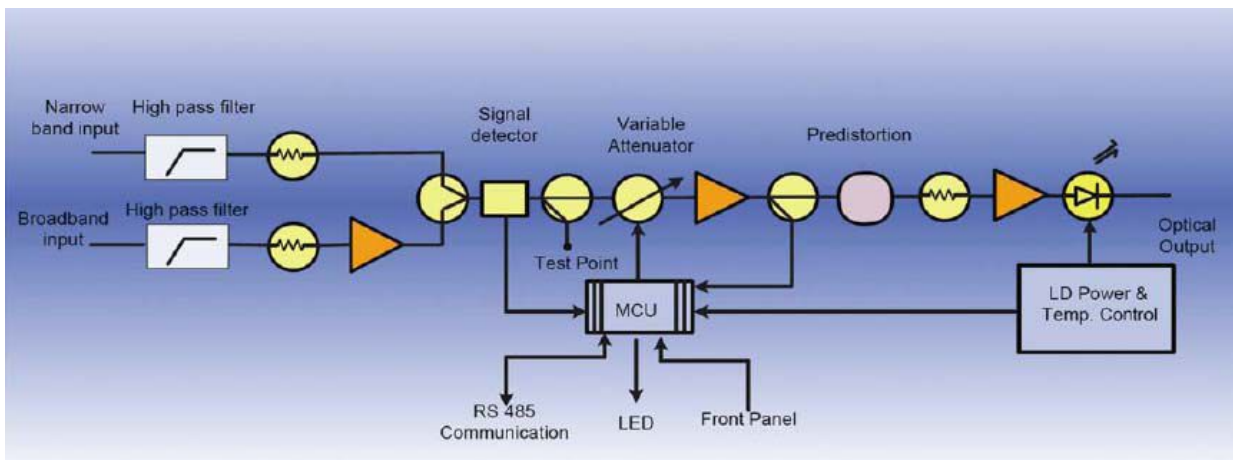 Narrow
band input
High pass filter
Signal
detector
Variable
Attenuator
Predistortion
Broadband
input
High pass filter
Test Point
Optical
Output
MCU
LD Power &
Temp. Control
RS 485
Communication
LED
Front Panel